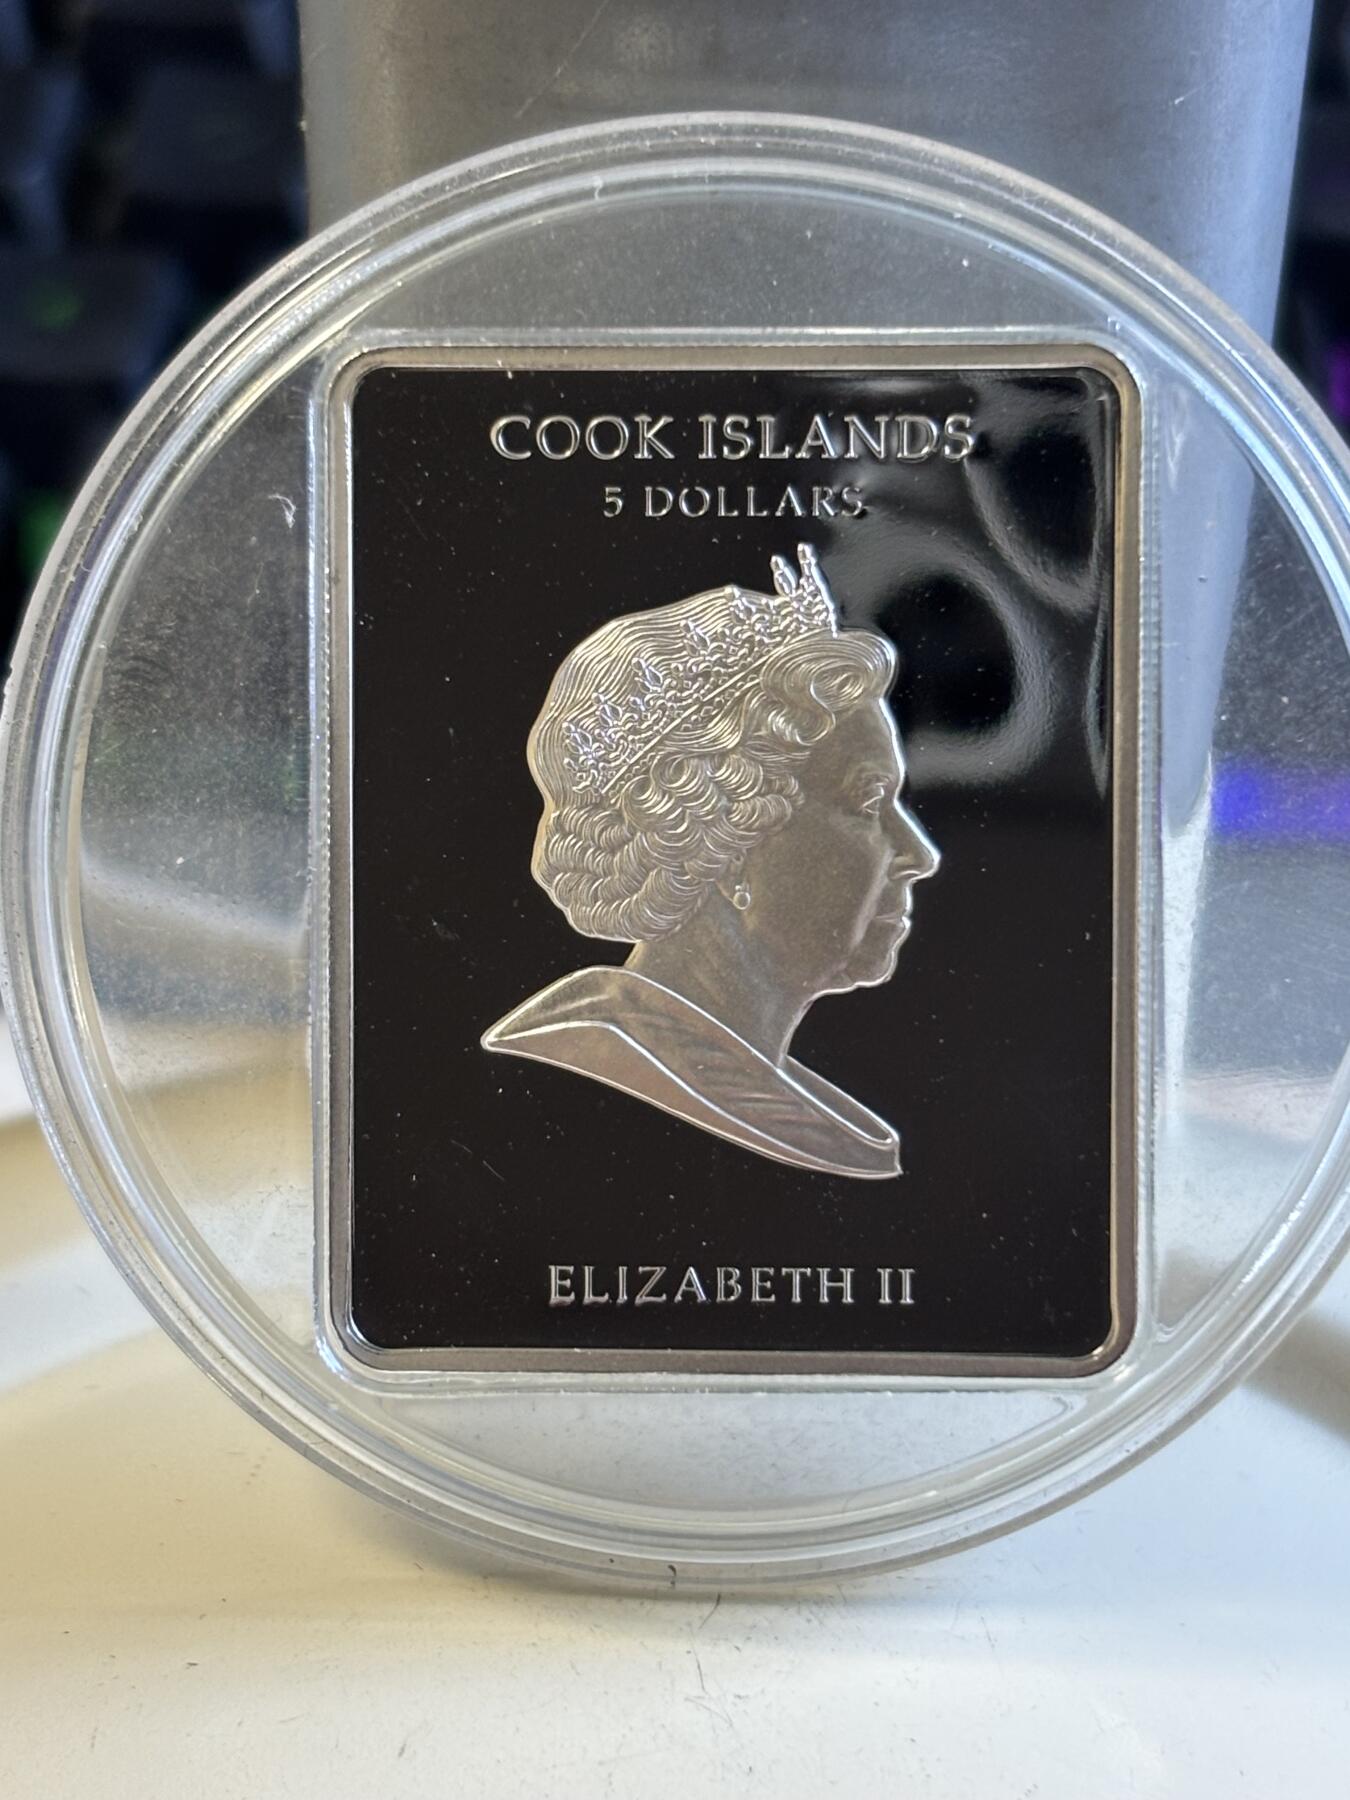 COOK ISLANDS
5 DOLLARS
ELIZABETH II